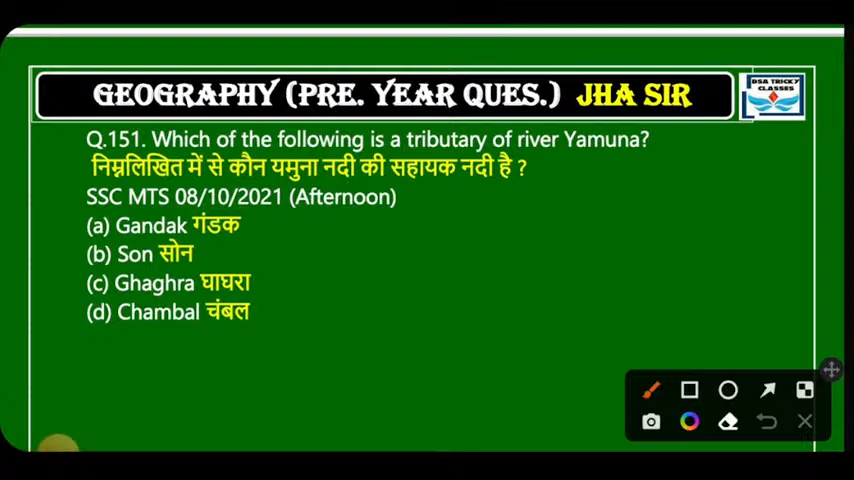 GEOGRAPHY (PRE. YEAR QUES.) JHA SIR
DSA TRICKY
CLASSES
Q.151. Which of the following is a tributary of river Yamuna?
निम्नलिखित में से कौन यमुना नदी की सहायक नदी है ?
SSC MTS 08/10/2021 (Afternoon)
(a) Gandak गंडक
(b) Son सोन
(c) Ghaghra घाघरा
(d) Chambal चंबल